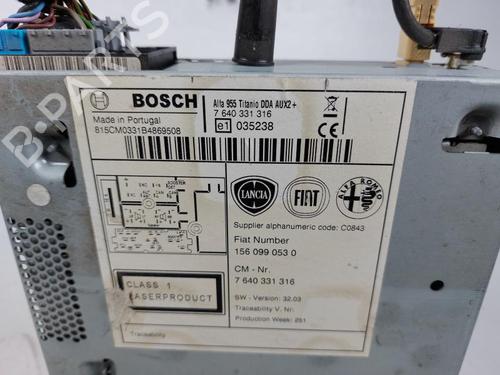 BOSCH
Alfa 955 Titanio DDA AUX2+
7 640 331 316
Made in Portugal
815CM0331B4869508
e1 035238
LANCIA
FIAT
ALFA ROMEO
Supplier alphanumeric code: C0843
Fiat Number
156 099 053 0
CM - Nr.
7 640 331 316
CLASS 1
LASERPRODUCT
SW - Version: 32.03
Traceability V. Nr:
Production Week: 251
Traceability
B-PARTS